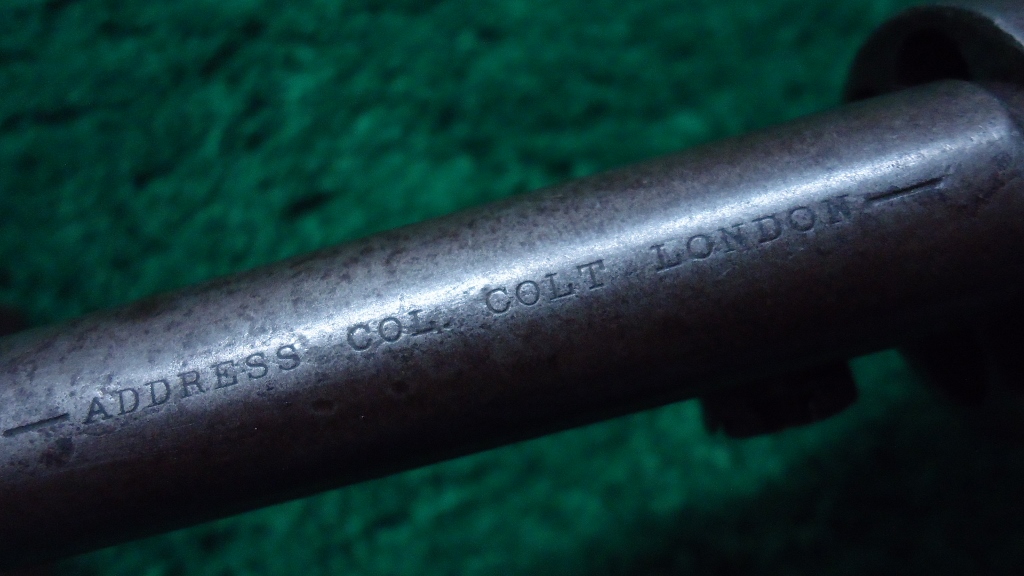 — ADDRESS COL. COLT LONDON —